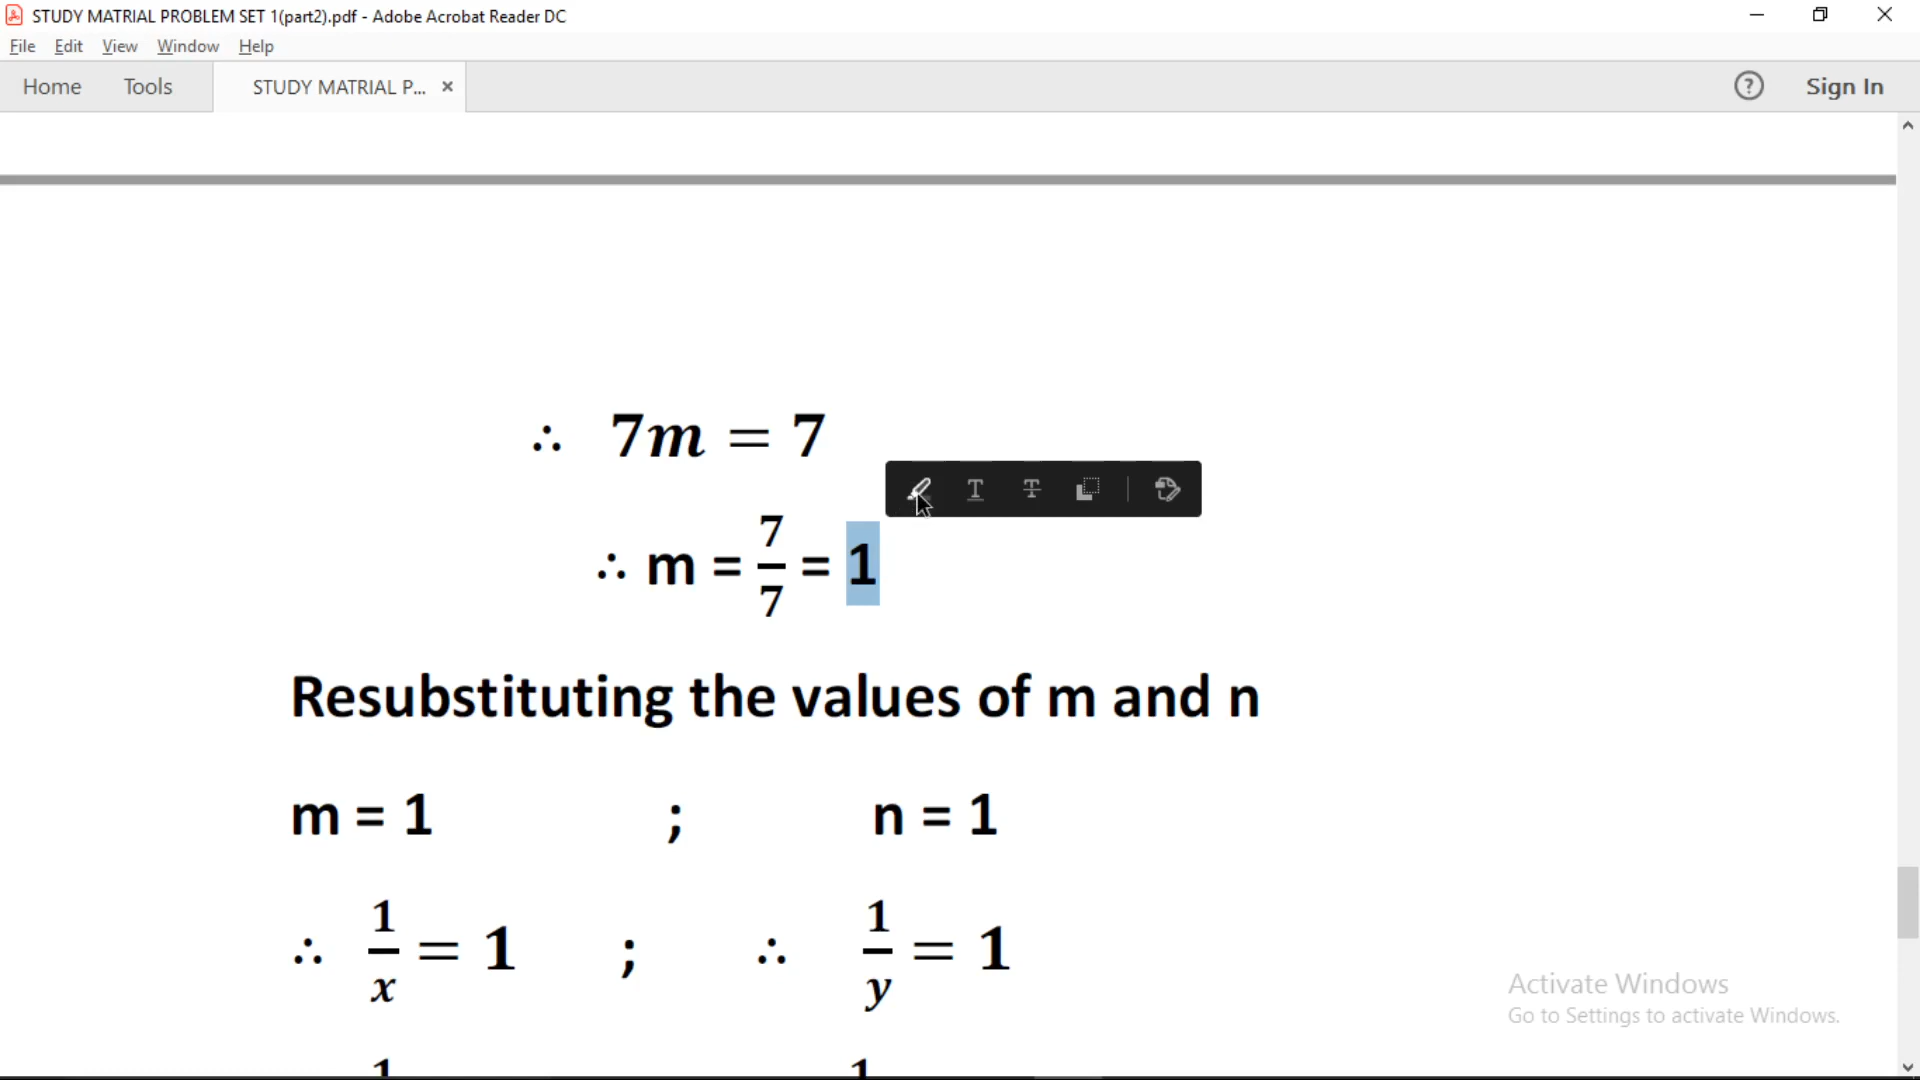 STUDY MATRIAL PROBLEM SET 1(part2).pdf - Adobe Acrobat Reader DC
File Edit View Window Help
Home Tools STUDY MATRIAL P... × ? Sign In
∴ 7m = 7
∴ m = 7/7 = 1
Resubstituting the values of m and n
m = 1 ; n = 1
∴ 1/x = 1 ; ∴ 1/y = 1
1 1
Activate Windows
Go to Settings to activate Windows.